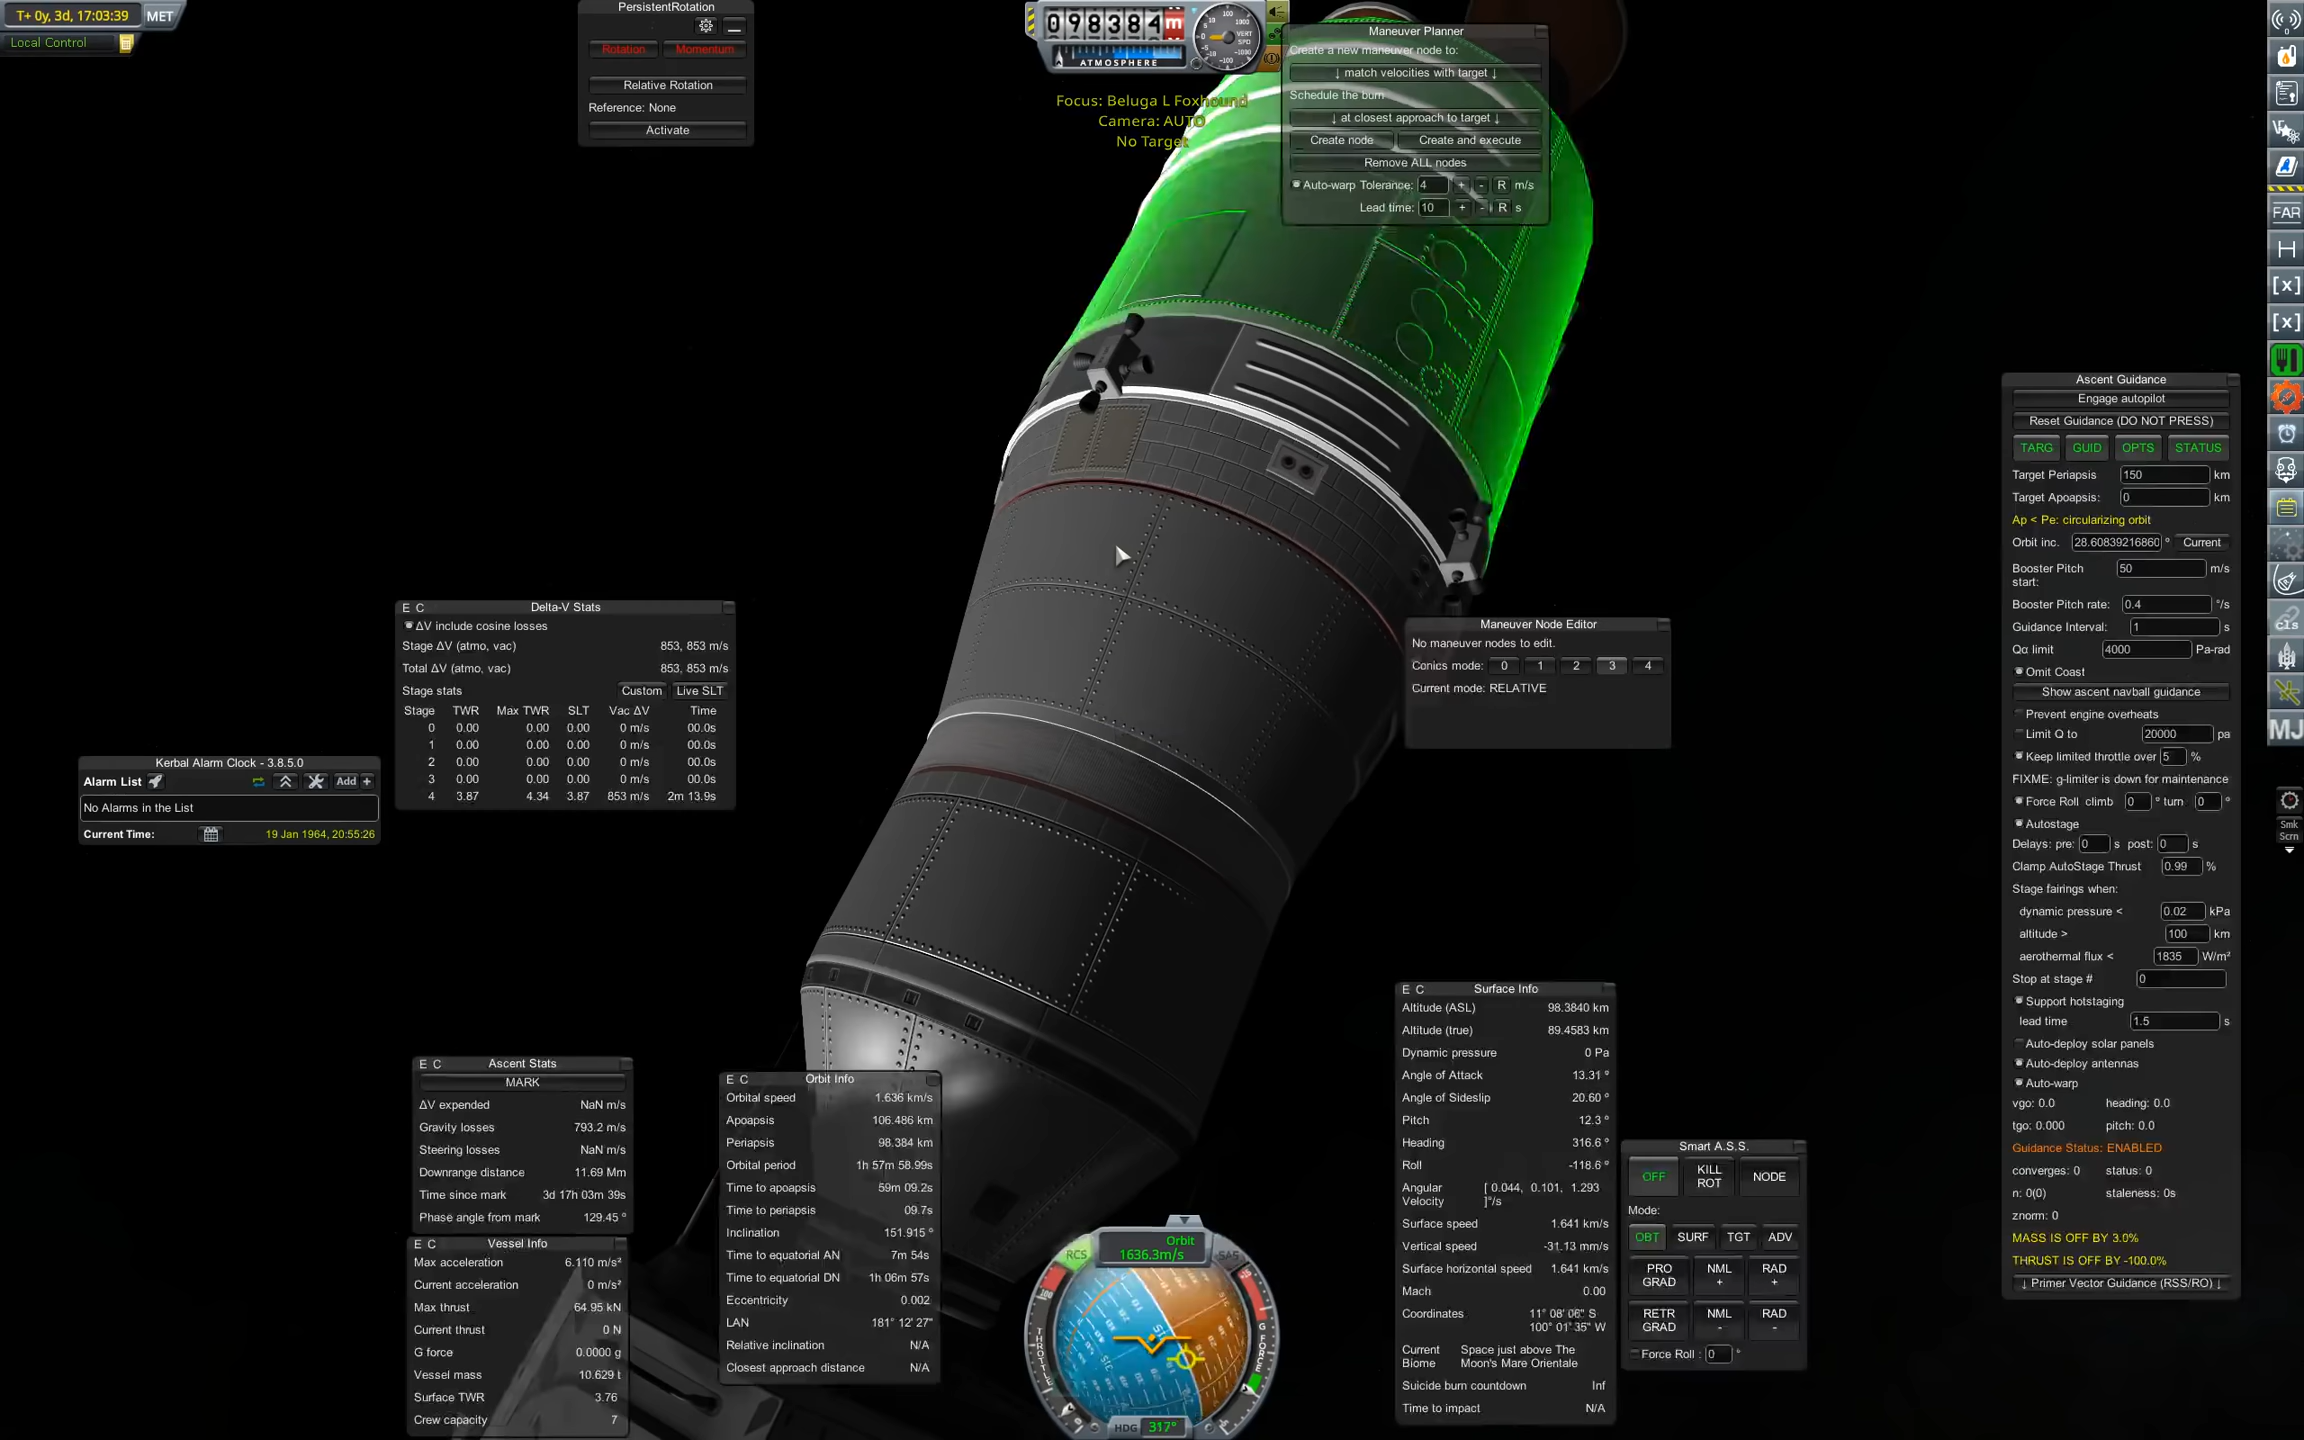 T+ 0y, 3d, 17:03:39 MET
Local Control
PersistentRotation
Rotation Momentum
Relative Rotation
Reference: None
Activate
098384m
ATMOSPHERE
Focus: Beluga L Foxhound
Camera: AUTO
No Target
Maneuver Planner
Create a new maneuver node to:
↓ match velocities with target ↓
Schedule the burn
↓ at closest approach to target ↓
Create node Create and execute
Remove ALL nodes
Auto-warp Tolerance: 4 + - R m/s
Lead time: 10 + - R s
FAR
H
[x]
[x]
cls
MJ
Smk
Scrn
Ascent Guidance
Engage autopilot
Reset Guidance (DO NOT PRESS)
TARG GUID OPTS STATUS
Target Periapsis 150 km
Target Apoapsis: 0 km
Ap < Pe: circularizing orbit
Orbit inc. 28.60839216860 º Current
Booster Pitch start: 50 m/s
Booster Pitch rate: 0.4 °/s
Guidance Interval: 1 s
Qα limit 4000 Pa-rad
Omit Coast
Show ascent navball guidance
Prevent engine overheats
Limit Q to 20000 pa
Keep limited throttle over 5 %
FIXME: g-limiter is down for maintenance
Force Roll climb 0 º turn 0 º
Autostage
Delays: pre: 0 s post: 0 s
Clamp AutoStage Thrust 0.99 %
Stage fairings when:
dynamic pressure < 0.02 kPa
altitude > 100 km
aerothermal flux < 1835 W/m²
Stop at stage # 0
Support hotstaging
lead time 1.5 s
Auto-deploy solar panels
Auto-deploy antennas
Auto-warp
vgo: 0.0 heading: 0.0
tgo: 0.000 pitch: 0.0
Guidance Status: ENABLED
converges: 0 status: 0
n: 0(0) staleness: 0s
znorm: 0
MASS IS OFF BY 3.0%
THRUST IS OFF BY -100.0%
↓ Primer Vector Guidance (RSS/RO) ↓
E C Delta-V Stats
ΔV include cosine losses
Stage ΔV (atmo, vac) 853, 853 m/s
Total ΔV (atmo, vac) 853, 853 m/s
Stage stats Custom Live SLT
Stage TWR Max TWR SLT Vac ΔV Time
0 0.00 0.00 0.00 0 m/s 00.0s
1 0.00 0.00 0.00 0 m/s 00.0s
2 0.00 0.00 0.00 0 m/s 00.0s
3 0.00 0.00 0.00 0 m/s 00.0s
4 3.87 4.34 3.87 853 m/s 2m 13.9s
Maneuver Node Editor
No maneuver nodes to edit.
Conics mode: 0 1 2 3 4
Current mode: RELATIVE
Kerbal Alarm Clock - 3.8.5.0
Alarm List Add +
No Alarms in the List
Current Time: 19 Jan 1964, 20:55:26
E C Ascent Stats
MARK
ΔV expended NaN m/s
Gravity losses 793.2 m/s
Steering losses NaN m/s
Downrange distance 11.69 Mm
Time since mark 3d 17h 03m 39s
Phase angle from mark 129.45 º
E C Vessel Info
Max acceleration 6.110 m/s²
Current acceleration 0 m/s²
Max thrust 64.95 kN
Current thrust 0 N
G force 0.0000 g
Vessel mass 10.629 t
Surface TWR 3.76
Crew capacity 7
E C Orbit Info
Orbital speed 1.636 km/s
Apoapsis 106.486 km
Periapsis 98.384 km
Orbital period 1h 57m 58.99s
Time to apoapsis 59m 09.2s
Time to periapsis 09.7s
Inclination 151.915 º
Time to equatorial AN 7m 54s
Time to equatorial DN 1h 06m 57s
Eccentricity 0.002
LAN 181° 12' 27"
Relative inclination N/A
Closest approach distance N/A
Orbit
RCS 1636.3m/s SAS
THROTTLE
G FORCE
HDG 317°
E C Surface Info
Altitude (ASL) 98.3840 km
Altitude (true) 89.4583 km
Dynamic pressure 0 Pa
Angle of Attack 13.31 º
Angle of Sideslip 20.60 º
Pitch 12.3 º
Heading 316.6 º
Roll -118.6 º
Angular Velocity [ 0.044, 0.101, 1.293 ]°/s
Surface speed 1.641 km/s
Vertical speed -31.13 mm/s
Surface horizontal speed 1.641 km/s
Mach 0.00
Coordinates 11° 08' 06" S
100° 01' 35" W
Current Biome Space just above The Moon's Mare Orientale
Suicide burn countdown Inf
Time to impact N/A
Smart A.S.S.
OFF KILL ROT NODE
Mode:
OBT SURF TGT ADV
PRO GRAD NML + RAD +
RETR GRAD NML - RAD -
Force Roll : 0 º